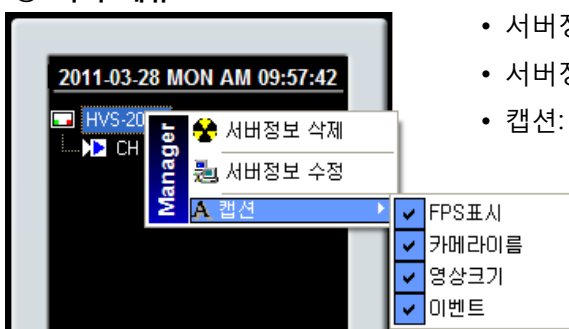 2011-03-28 MON AM 09:57:42
HVS-20
CH
Manager
서버정보 삭제
서버정보 수정
캡션
FPS표시
카메라이름
영상크기
이벤트
• 서버정
• 서버정
• 캡션: